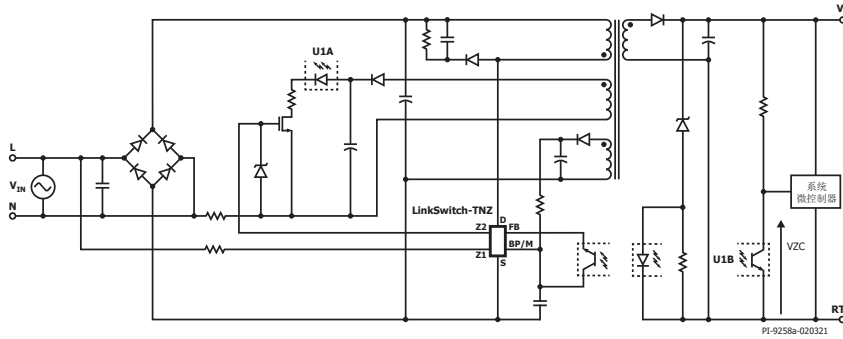 V
U1A
L
VIN
N
LinkSwitch-TNZ
D
Z2
FB
BP/M
Z1
S
U1B
VZC
系统
微控制器
RT
PI-9258a-020321